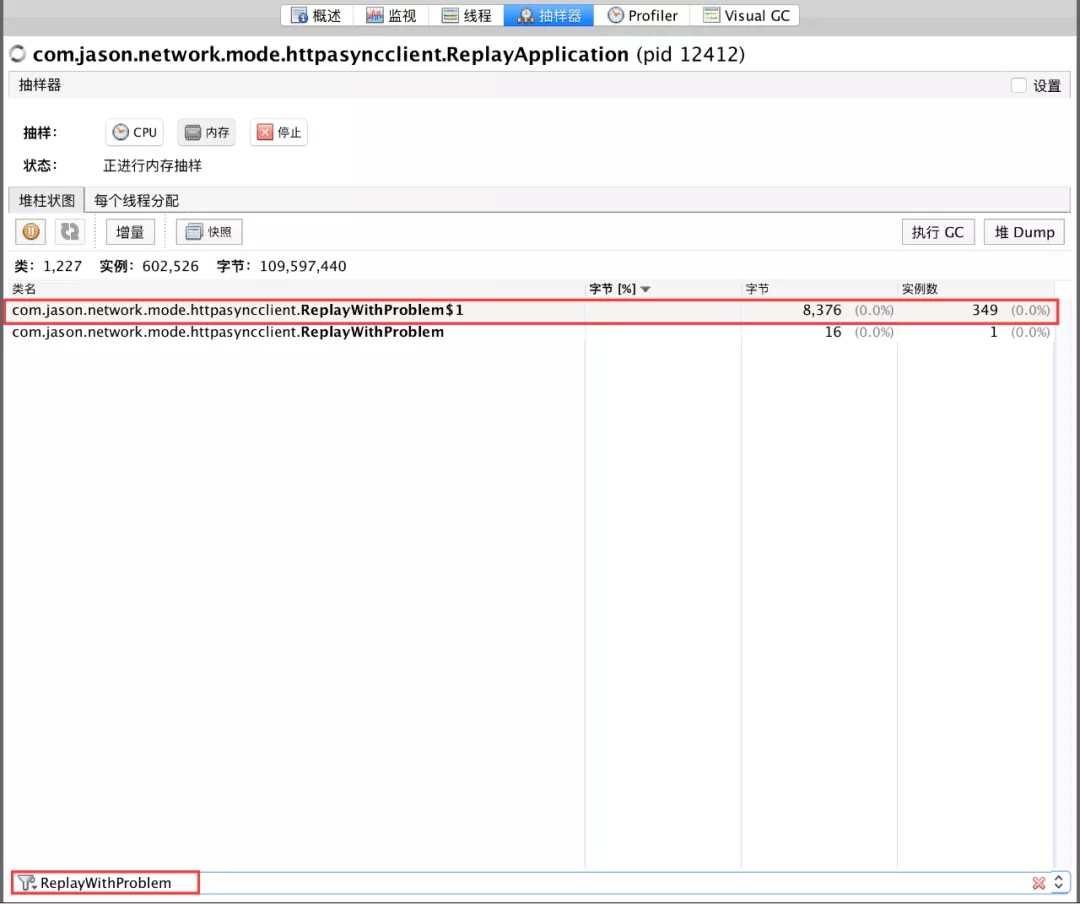 概述 监视 线程 抽样器 Profiler Visual GC
com.jason.network.mode.httpasyncclient.ReplayApplication (pid 12412)
抽样器 设置
抽样： CPU 内存 停止
状态： 正进行内存抽样
堆柱状图 每个线程分配
增量 快照 执行 GC 堆 Dump
类： 1,227 实例： 602,526 字节： 109,597,440
类名 字节 [%] 字节 实例数
com.jason.network.mode.httpasyncclient.ReplayWithProblem$1 8,376 (0.0%) 349 (0.0%)
com.jason.network.mode.httpasyncclient.ReplayWithProblem 16 (0.0%) 1 (0.0%)
ReplayWithProblem